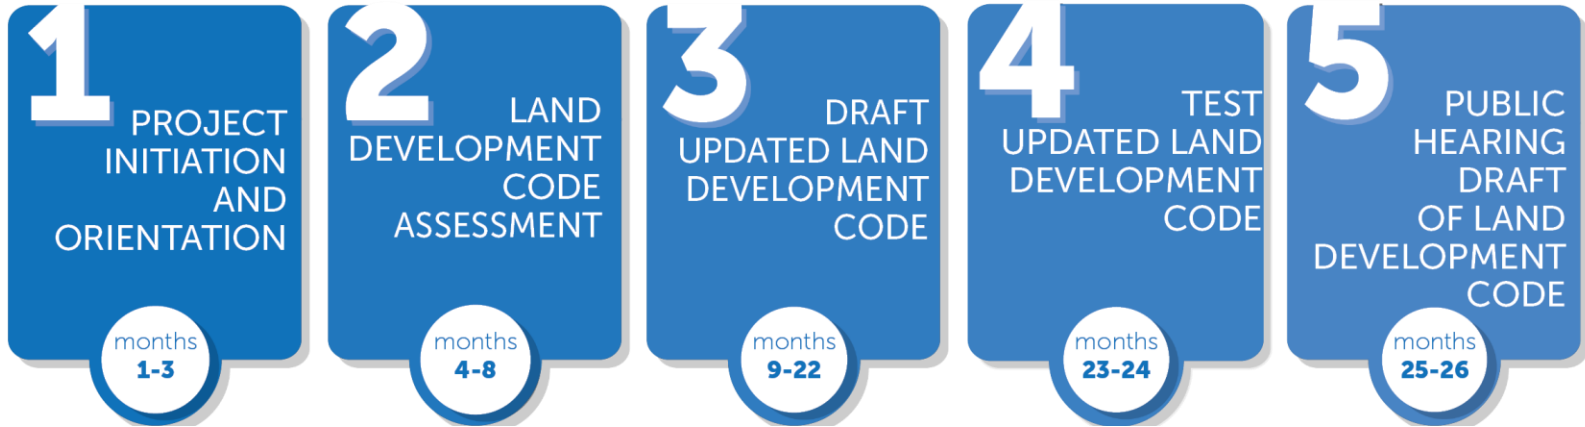 1
PROJECT
INITIATION
AND
ORIENTATION
months
1-3
2
LAND
DEVELOPMENT
CODE
ASSESSMENT
months
4-8
3
DRAFT
UPDATED LAND
DEVELOPMENT
CODE
months
9-22
4
TEST
UPDATED LAND
DEVELOPMENT
CODE
months
23-24
5
PUBLIC
HEARING
DRAFT
OF LAND
DEVELOPMENT
CODE
months
25-26